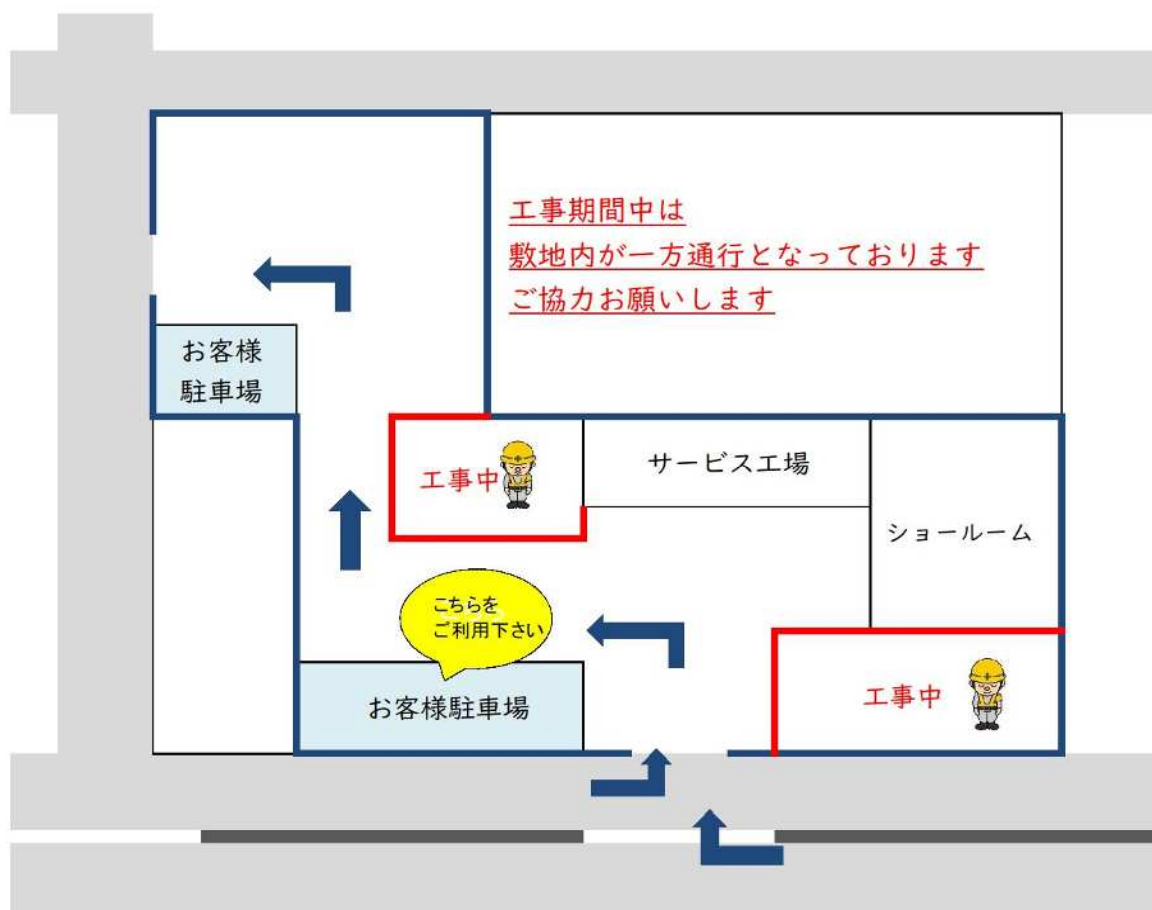 工事期間中は
敷地内が一方通行となっております
ご協力お願いします
お客様
駐車場
工事中
サービス工場
ショールーム
こちらを
ご利用下さい
お客様駐車場
工事中